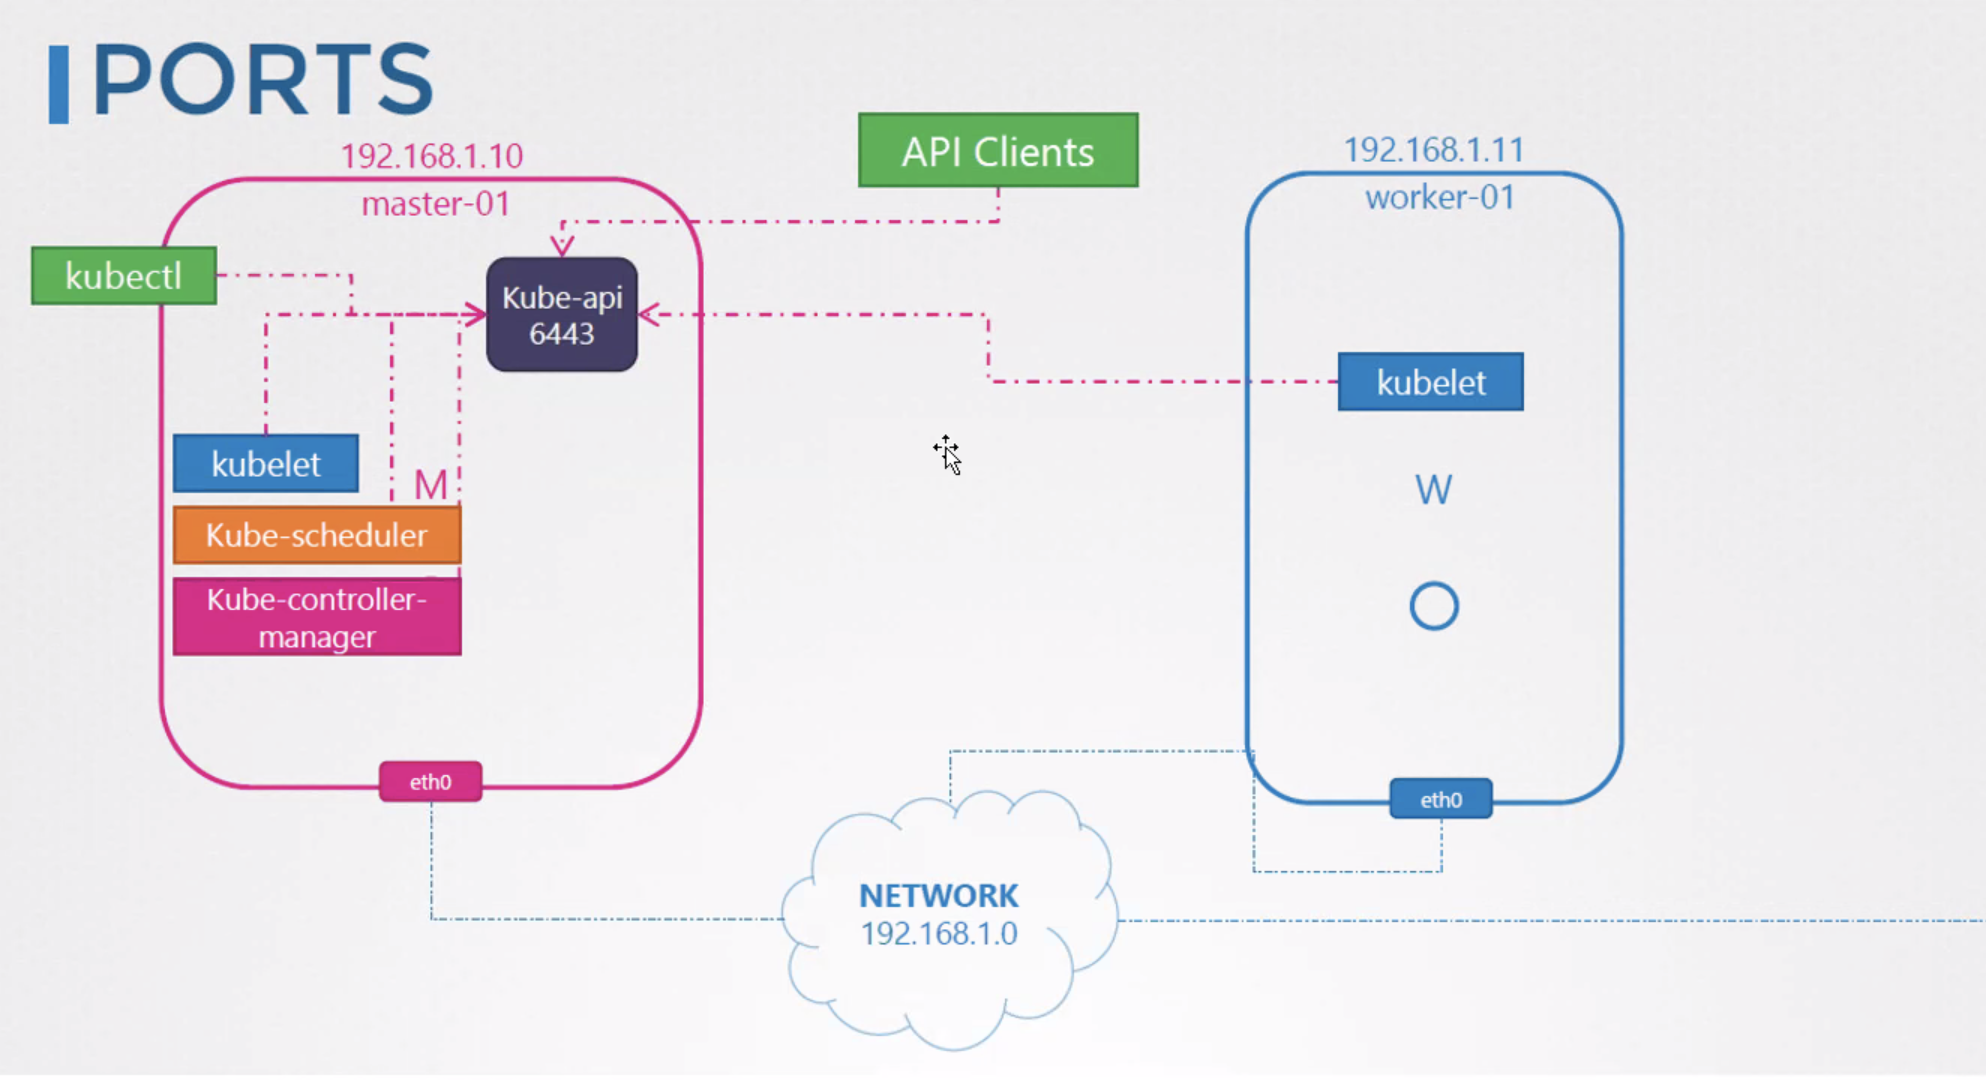 PORTS
192.168.1.10
master-01
API Clients
192.168.1.11
worker-01
kubectl
Kube-api
6443
kubelet
kubelet
M
W
Kube-scheduler
Kube-controller-
manager
eth0
eth0
NETWORK
192.168.1.0